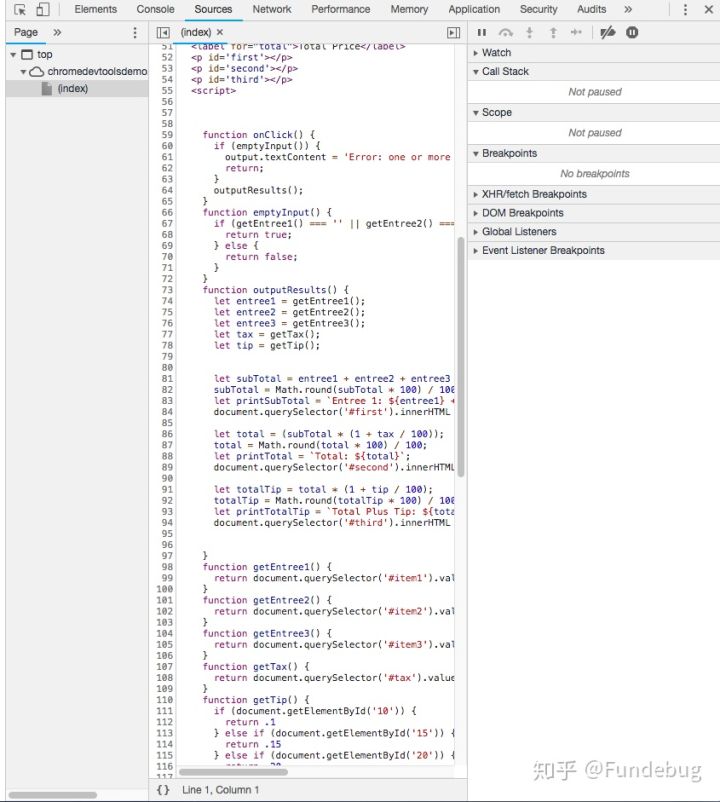 Elements Console Sources Network Performance Memory Application Security Audits »
Page » (index) ×
top
chromedevtoolsdemo
(index)
51 <label for="total">Total Price</label>
52 <p id='first'></p>
53 <p id='second'></p>
54 <p id='third'></p>
55 <script>
56
57
58
59 function onClick() {
60 if (emptyInput()) {
61 output.textContent = 'Error: one or more
62 return;
63 }
64 outputResults();
65 }
66 function emptyInput() {
67 if (getEntree1() === '' || getEntree2() ===
68 return true;
69 } else {
70 return false;
71 }
72 }
73 function outputResults() {
74 let entree1 = getEntree1();
75 let entree2 = getEntree2();
76 let entree3 = getEntree3();
77 let tax = getTax();
78 let tip = getTip();
79
80
81 let subTotal = entree1 + entree2 + entree3
82 subTotal = Math.round(subTotal * 100) / 100
83 let printSubTotal = `Entree 1: ${entree1} +
84 document.querySelector('#first').innerHTML
85
86 let total = (subTotal * (1 + tax / 100));
87 total = Math.round(total * 100) / 100;
88 let printTotal = `Total: ${total}`;
89 document.querySelector('#second').innerHTML
90
91 let totalTip = total * (1 + tip / 100);
92 totalTip = Math.round(totalTip * 100) / 100
93 let printTotalTip = `Total Plus Tip: ${tota
94 document.querySelector('#third').innerHTML
95
96
97 }
98 function getEntree1() {
99 return document.querySelector('#item1').val
100 }
101 function getEntree2() {
102 return document.querySelector('#item2').val
103 }
104 function getEntree3() {
105 return document.querySelector('#item3').val
106 }
107 function getTax() {
108 return document.querySelector('#tax').value
109 }
110 function getTip() {
111 if (document.getElementById('10')) {
112 return .1
113 } else if (document.getElementById('15')) {
114 return .15
115 } else if (document.getElementById('20')) {
116 return .20
117
{} Line 1, Column 1
Watch
Call Stack
Not paused
Scope
Not paused
Breakpoints
No breakpoints
XHR/fetch Breakpoints
DOM Breakpoints
Global Listeners
Event Listener Breakpoints
知乎 @Fundebug